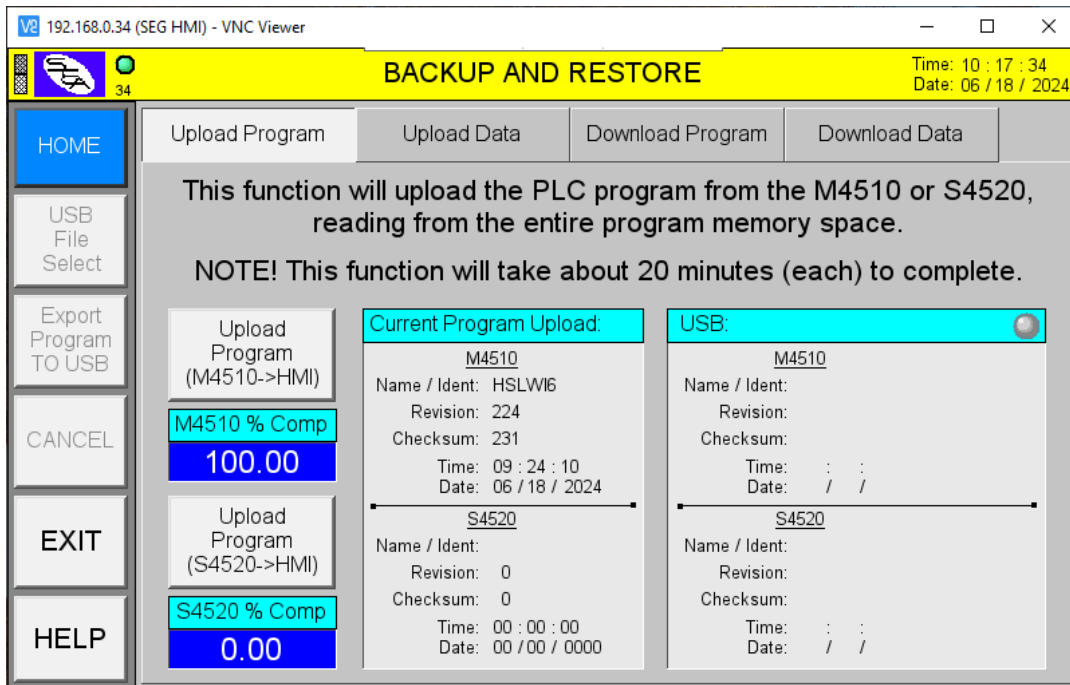 192.168.0.34 (SEG HMI) - VNC Viewer
34
BACKUP AND RESTORE
Time: 10 : 17 : 34
Date: 06 / 18 / 2024
HOME
USB
File
Select
Export
Program
TO USB
CANCEL
EXIT
HELP
Upload Program
Upload Data
Download Program
Download Data
This function will upload the PLC program from the M4510 or S4520,
reading from the entire program memory space.
NOTE! This function will take about 20 minutes (each) to complete.
Upload
Program
(M4510->HMI)
M4510 % Comp
100.00
Upload
Program
(S4520->HMI)
S4520 % Comp
0.00
Current Program Upload:
M4510
Name / Ident: HSLWI6
Revision: 224
Checksum: 231
Time: 09 : 24 : 10
Date: 06 / 18 / 2024
S4520
Name / Ident:
Revision: 0
Checksum: 0
Time: 00 : 00 : 00
Date: 00 / 00 / 0000
USB:
M4510
Name / Ident:
Revision:
Checksum:
Time: : :
Date: / /
S4520
Name / Ident:
Revision:
Checksum:
Time: : :
Date: / /